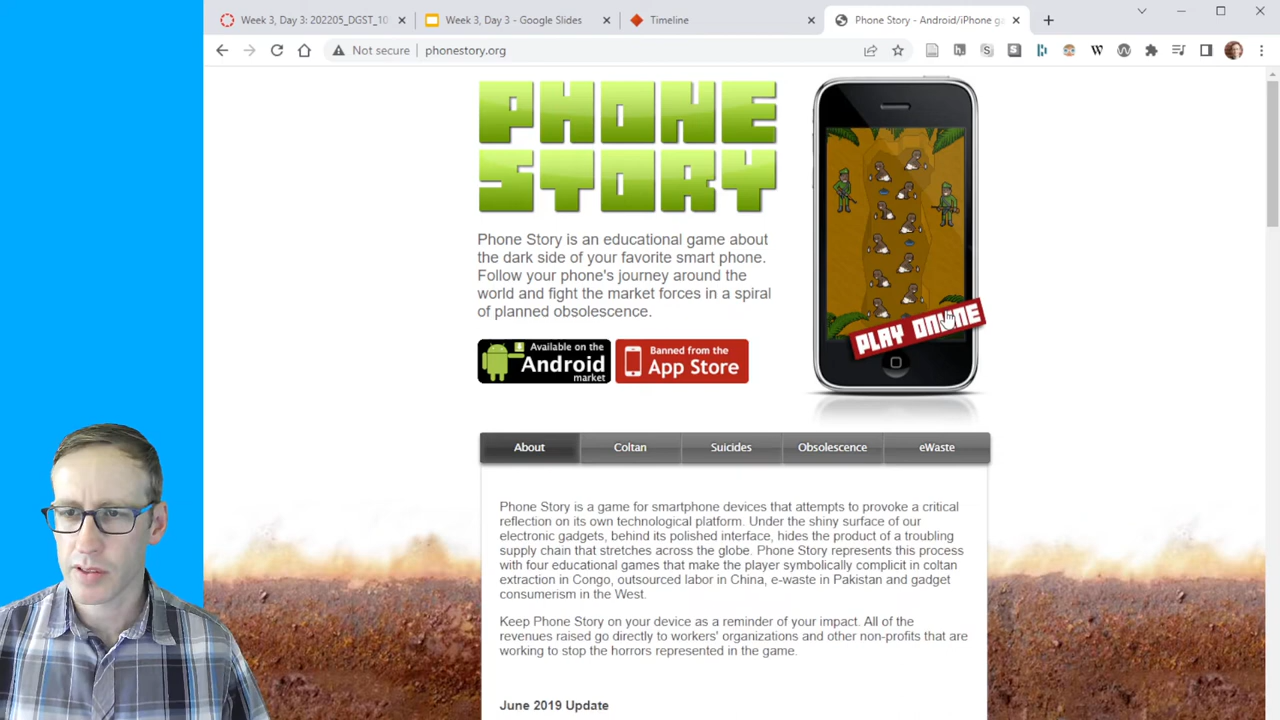 Week 3, Day 3: 202205_DGST_10
Week 3, Day 3 - Google Slides
Timeline
Phone Story - Android/iPhone ga
Not secure
phonestory.org
PHONE
STORY
Phone Story is an educational game about
the dark side of your favorite smart phone.
Follow your phone's journey around the
world and fight the market forces in a spiral
of planned obsolescence.
PLAY ONLINE
Available on the
Android
market
Banned from the
App Store
About
Coltan
Suicides
Obsolescence
eWaste
Phone Story is a game for smartphone devices that attempts to provoke a critical
reflection on its own technological platform. Under the shiny surface of our
electronic gadgets, behind its polished interface, hides the product of a troubling
supply chain that stretches across the globe. Phone Story represents this process
with four educational games that make the player symbolically complicit in coltan
extraction in Congo, outsourced labor in China, e-waste in Pakistan and gadget
consumerism in the West.
Keep Phone Story on your device as a reminder of your impact. All of the
revenues raised go directly to workers' organizations and other non-profits that are
working to stop the horrors represented in the game.
June 2019 Update